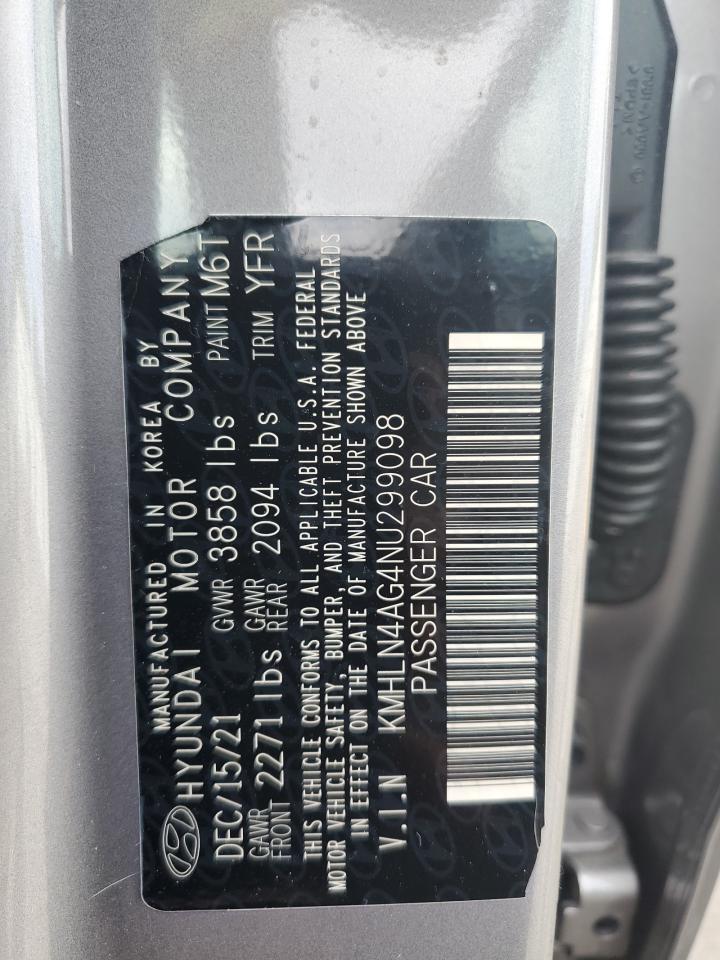 MANUFACTURED IN KOREA BY
HYUNDAI MOTOR COMPANY
DEC/15/21 GVWR 3858 lbs PAINT M6T
GAWR FRONT 2271 lbs GAWR REAR 2094 lbs TRIM YFR
THIS VEHICLE CONFORMS TO ALL APPLICABLE U.S.A. FEDERAL
MOTOR VEHICLE SAFETY, BUMPER, AND THEFT PREVENTION STANDARDS
IN EFFECT ON THE DATE OF MANUFACTURE SHOWN ABOVE
V.I.N KMHLN4AG4NU299098
PASSENGER CAR